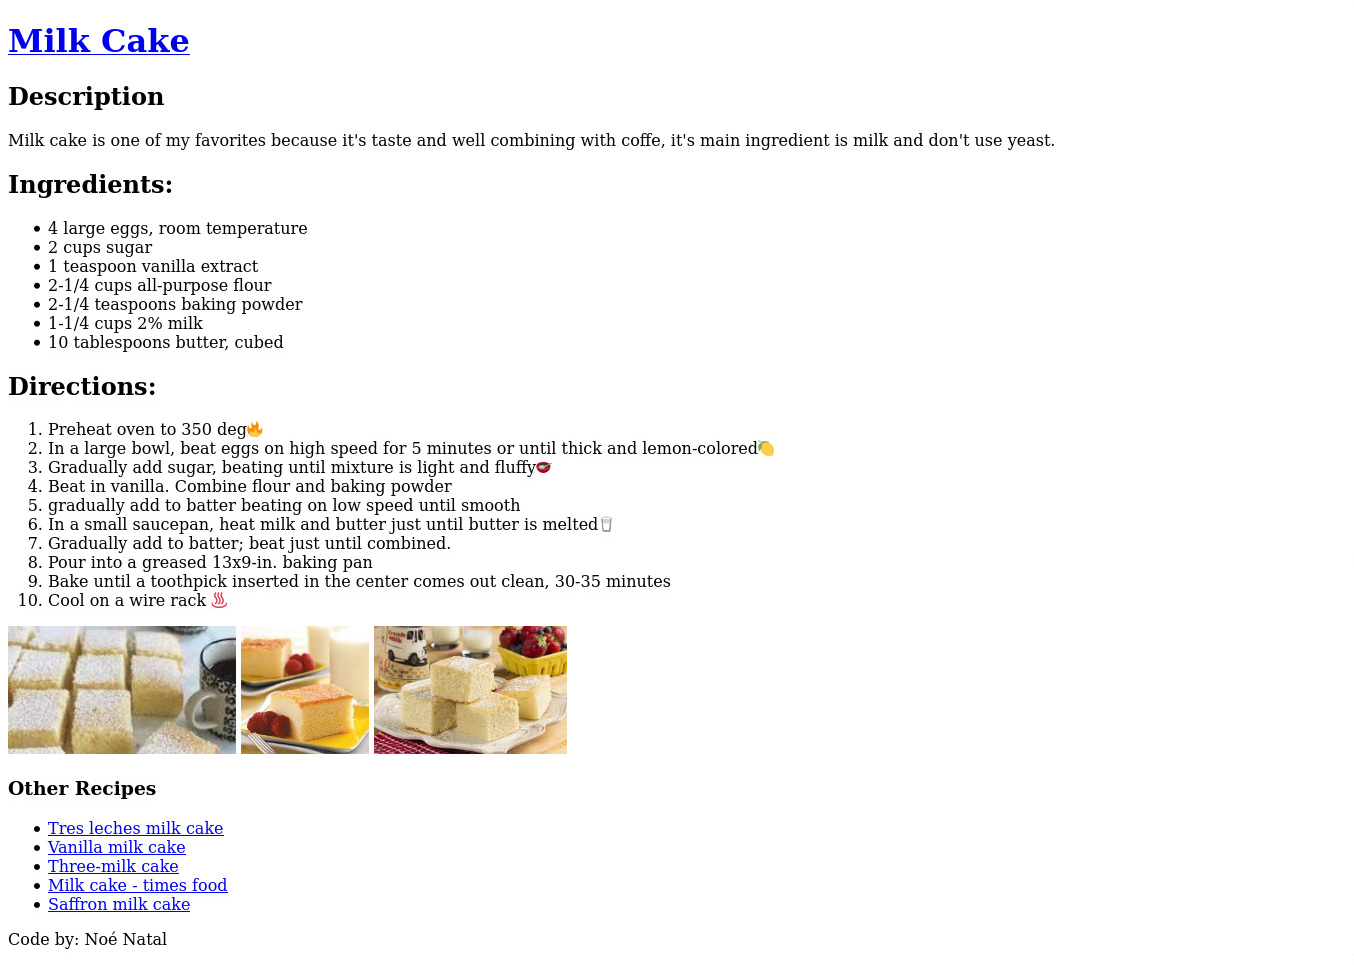 Milk Cake
Description
Milk cake is one of my favorites because it's taste and well combining with coffe, it's main ingredient is milk and don't use yeast.
Ingredients:
• 4 large eggs, room temperature
• 2 cups sugar
• 1 teaspoon vanilla extract
• 2-1/4 cups all-purpose flour
• 2-1/4 teaspoons baking powder
• 1-1/4 cups 2% milk
• 10 tablespoons butter, cubed
Directions:
1. Preheat oven to 350 deg🔥
2. In a large bowl, beat eggs on high speed for 5 minutes or until thick and lemon-colored🍋
3. Gradually add sugar, beating until mixture is light and fluffy
4. Beat in vanilla. Combine flour and baking powder
5. gradually add to batter beating on low speed until smooth
6. In a small saucepan, heat milk and butter just until butter is melted🥛
7. Gradually add to batter; beat just until combined.
8. Pour into a greased 13x9-in. baking pan
9. Bake until a toothpick inserted in the center comes out clean, 30-35 minutes
10. Cool on a wire rack ♨️
Other Recipes
• Tres leches milk cake
• Vanilla milk cake
• Three-milk cake
• Milk cake - times food
• Saffron milk cake
Code by: Noé Natal